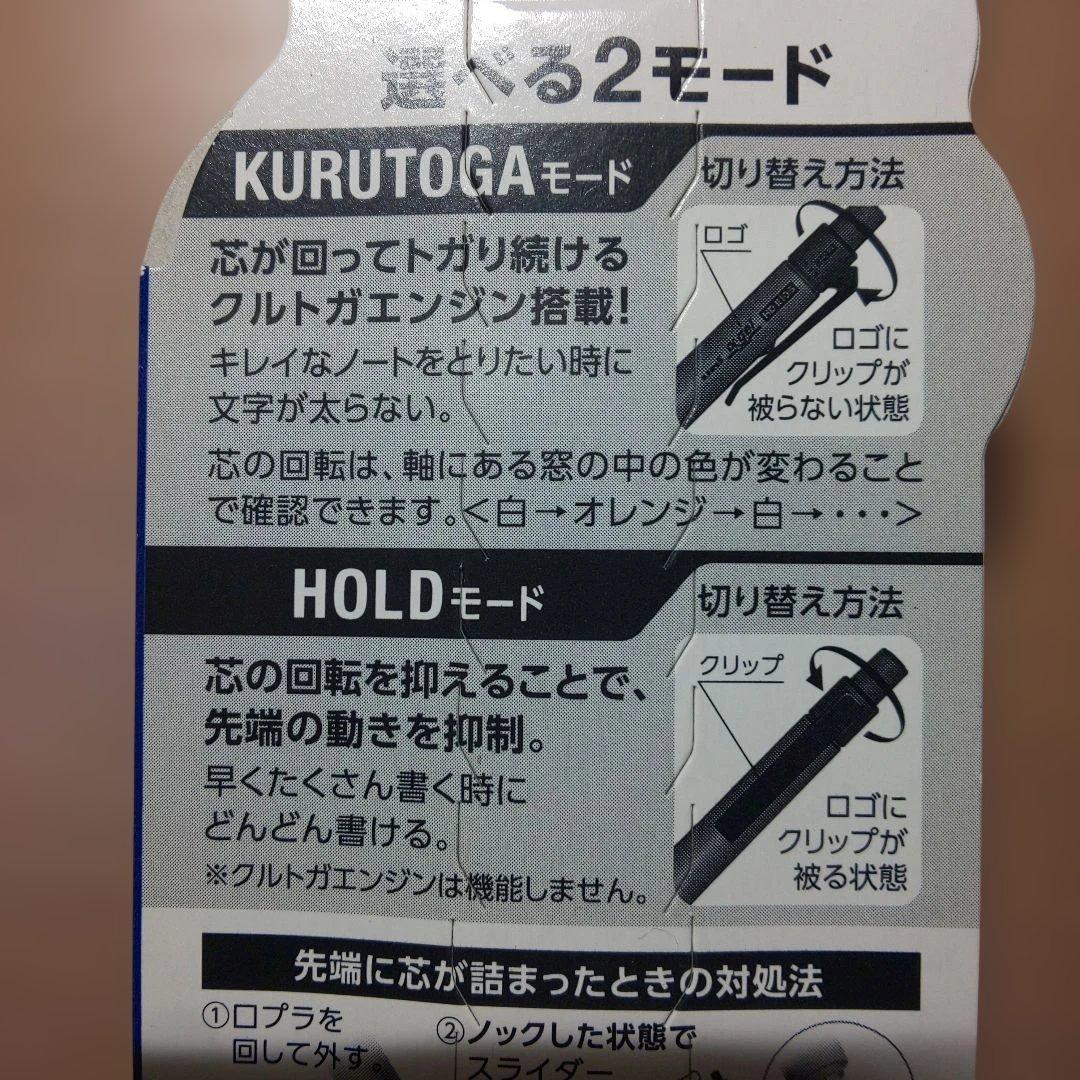 選べる2モード
KURUTOGAモード
切り替え方法
芯が回ってトガり続ける
クルトガエンジン搭載!
キレイなノートをとりたい時に
文字が太らない。
ロゴ
ロゴに
クリップが
被らない状態
芯の回転は、軸にある窓の中の色が変わること
で確認できます。<白→オレンジ→白→・・・>
HOLDモード
切り替え方法
芯の回転を抑えることで、
先端の動きを抑制。
早くたくさん書く時に
どんどん書ける。
※クルトガエンジンは機能しません。
クリップ
ロゴに
クリップが
被る状態
先端に芯が詰まったときの対処法
①口プラを
回して外す。
②ノックした状態で
スライダー